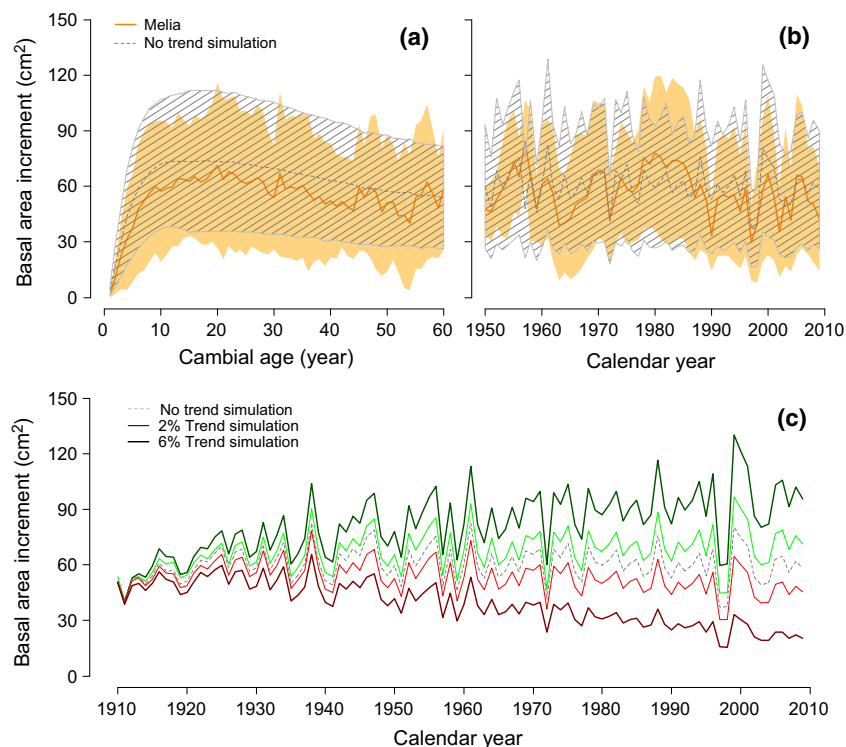 150
120
90
60
30
0
Basal area increment (cm²)
Melia
No trend simulation
(a)
0 10 20 30 40 50 60
Cambial age (year)
(b)
1950 1960 1970 1980 1990 2000 2010
Calendar year
150
120
90
60
30
0
Basal area increment (cm²)
No trend simulation
2% Trend simulation
6% Trend simulation
(c)
1910 1920 1930 1940 1950 1960 1970 1980 1990 2000 2010
Calendar year